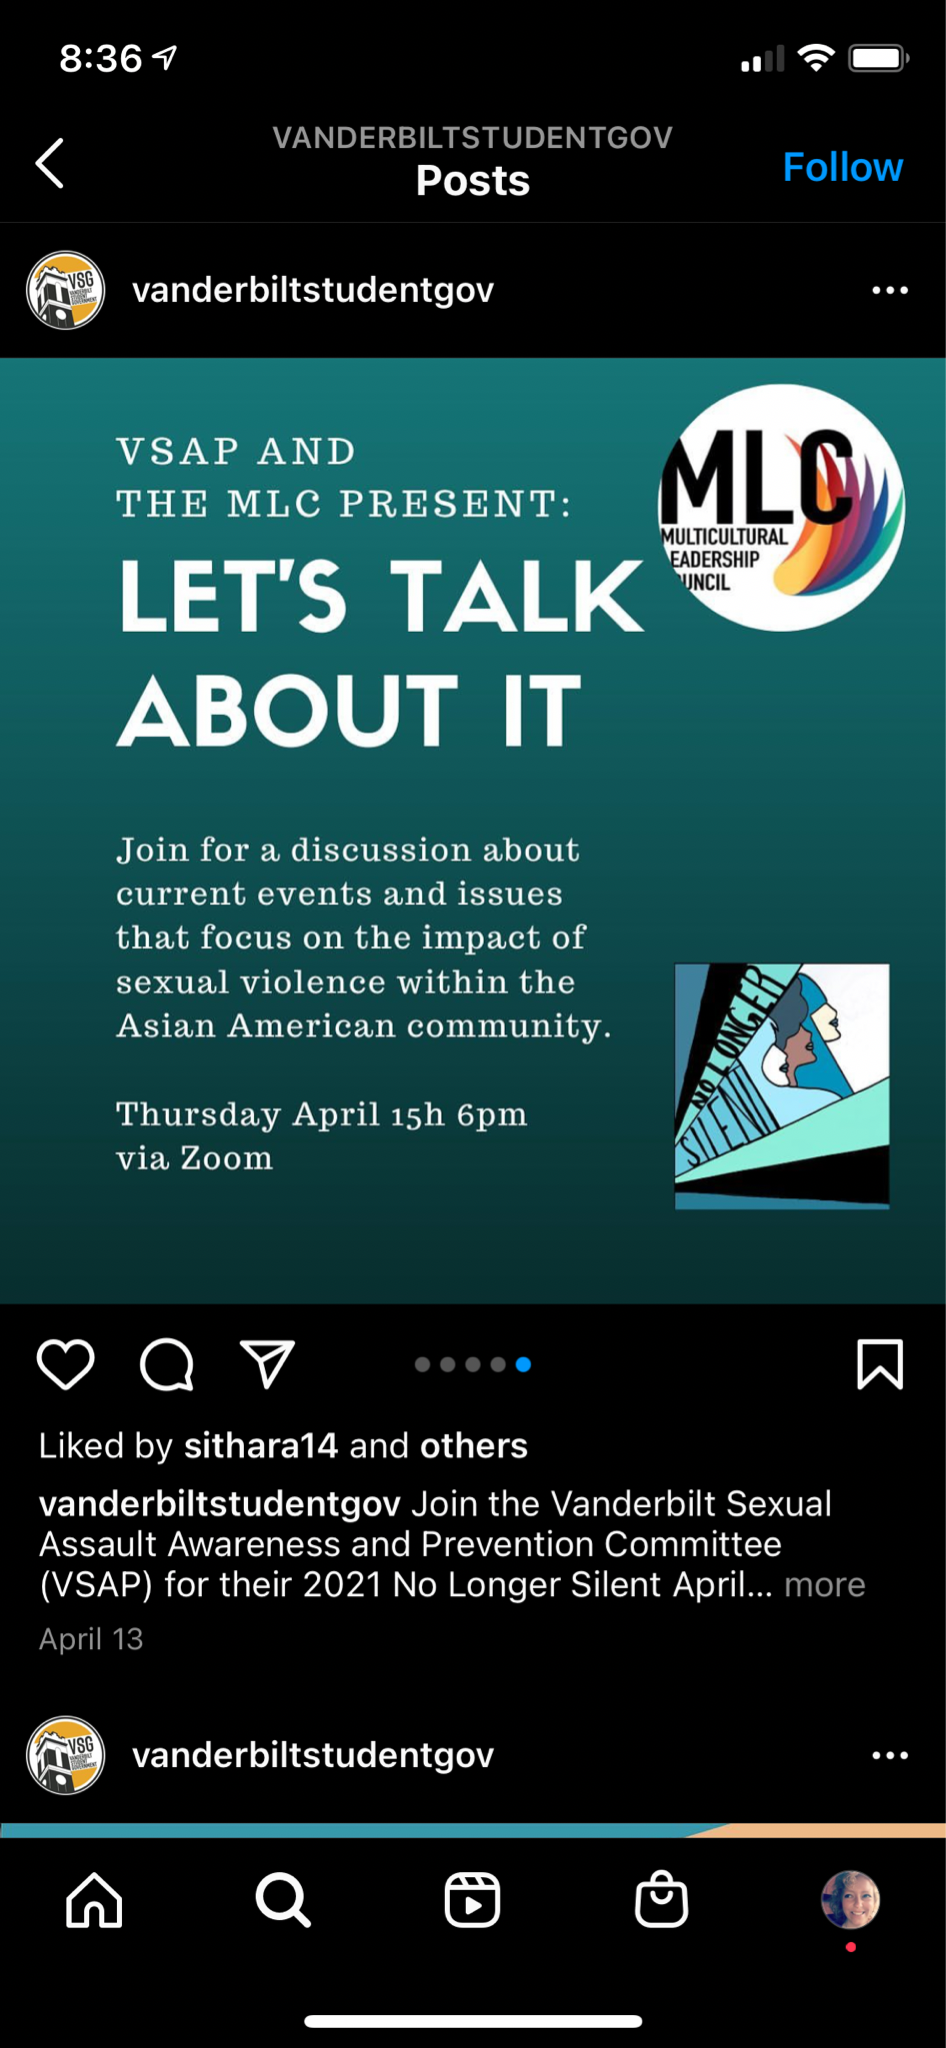 8:36
VANDERBILTSTUDENTGOV
Posts
Follow
VSG
vanderbiltstudentgov
VSAP AND
THE MLC PRESENT:
LET'S TALK
ABOUT IT
MLC
MULTICULTURAL
EADERSHIP
UNCIL
Join for a discussion about
current events and issues
that focus on the impact of
sexual violence within the
Asian American community.
Thursday April 15h 6pm
via Zoom
NO LONGER
SILENT
Liked by sithara14 and others
vanderbiltstudentgov Join the Vanderbilt Sexual
Assault Awareness and Prevention Committee
(VSAP) for their 2021 No Longer Silent April... more
April 13
VSG
vanderbiltstudentgov